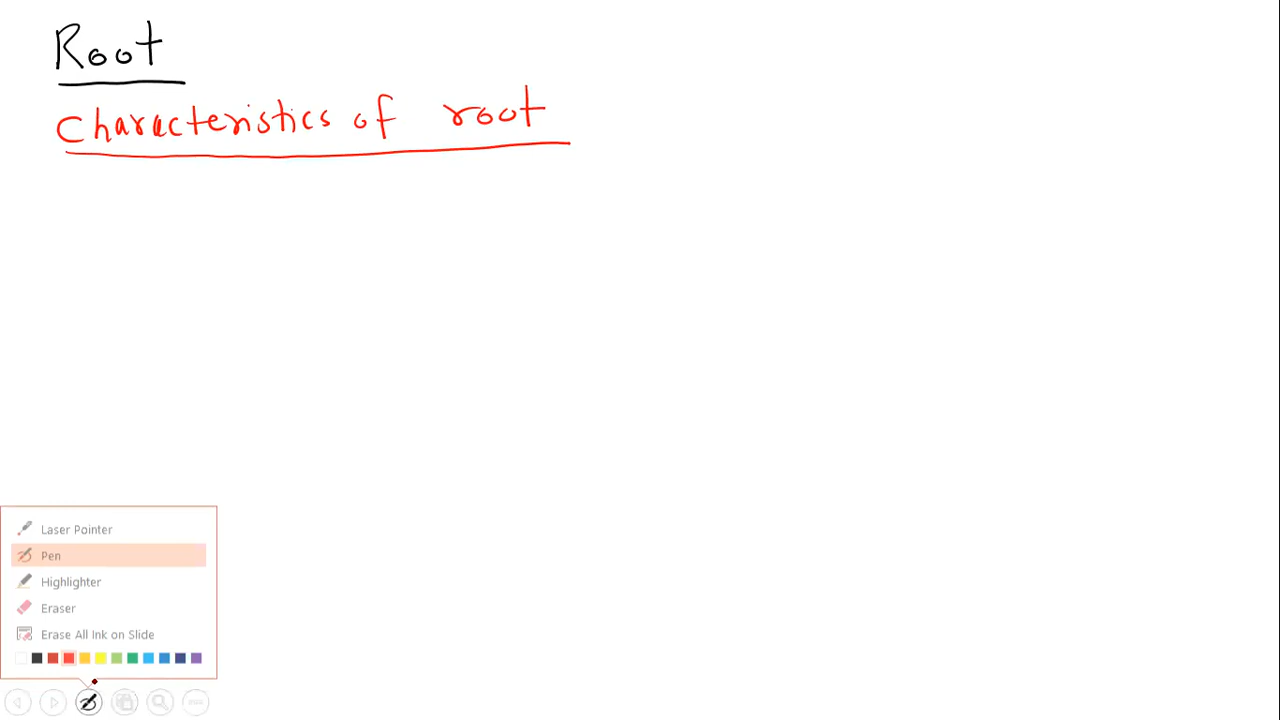 Root
Characteristics of root
Laser Pointer
Pen
Highlighter
Eraser
Erase All Ink on Slide